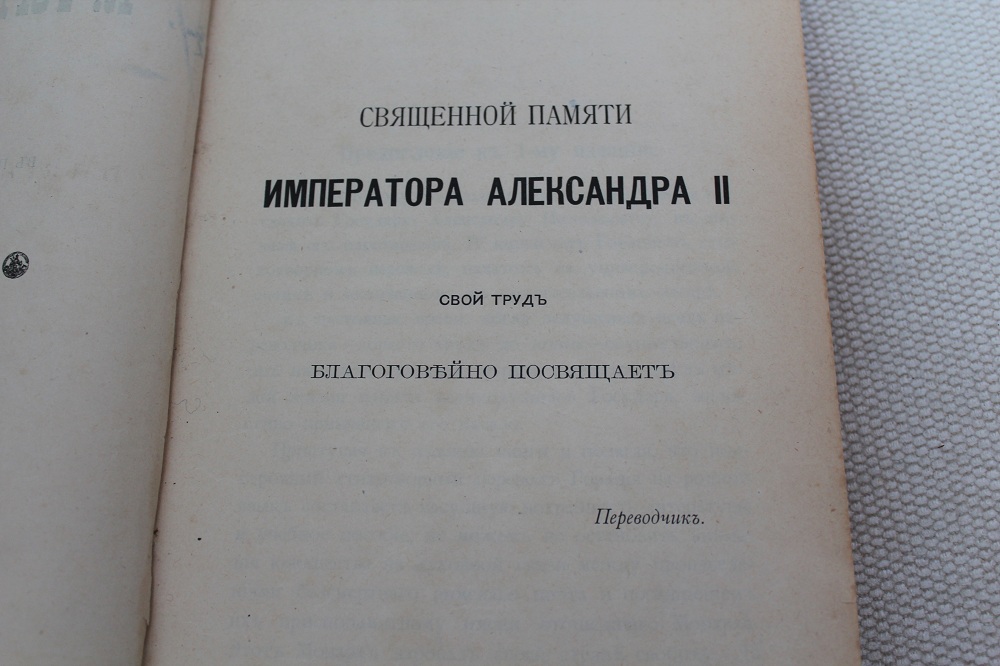 СВЯЩЕННОЙ ПАМЯТИ
ИМПЕРАТОРА АЛЕКСАНДРА II
СВОЙ ТРУДЪ
БЛАГОГОВѢЙНО ПОСВЯЩАЕТЪ
Переводчикъ.